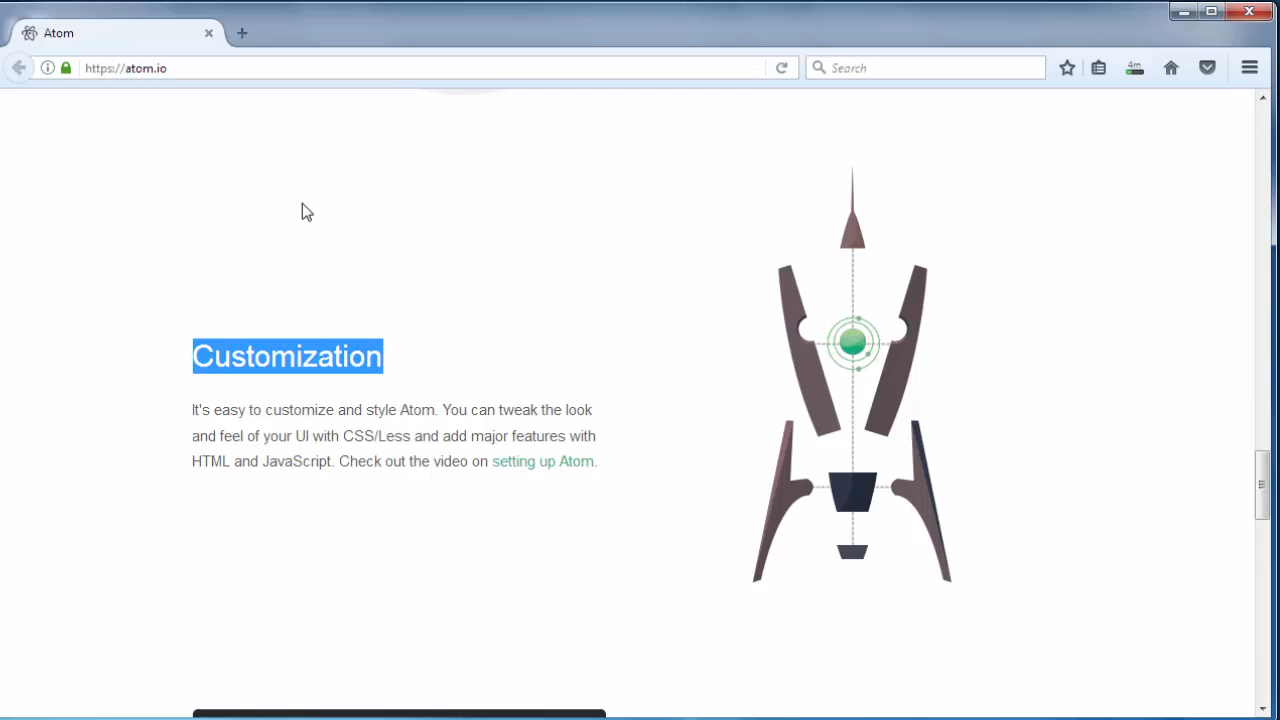 Atom
https://atom.io
Search
4m
Customization
It's easy to customize and style Atom. You can tweak the look
and feel of your UI with CSS/Less and add major features with
HTML and JavaScript. Check out the video on setting up Atom.